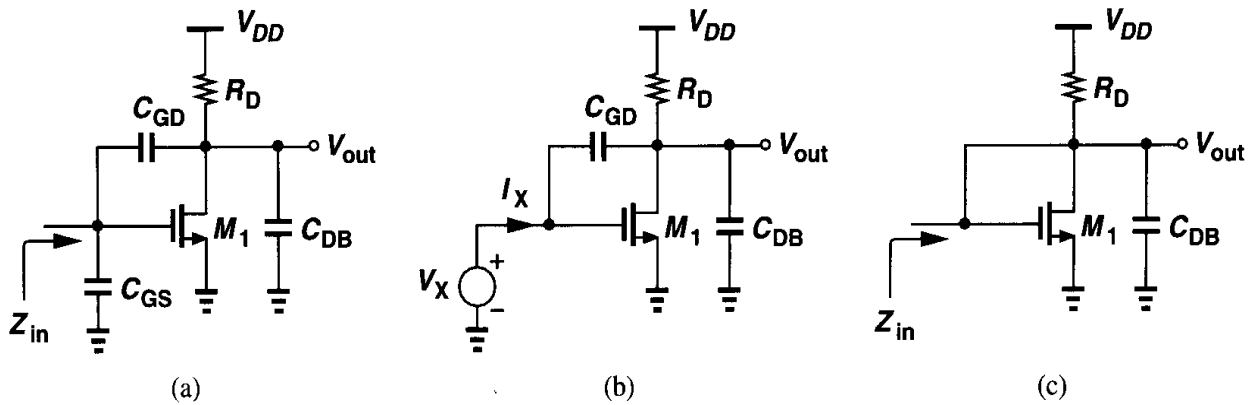 V_DD
R_D
C_GD
V_out
M_1
C_DB
C_GS
Z_in
(a)
V_DD
R_D
C_GD
V_out
I_X
M_1
C_DB
V_X
+
−
(b)
V_DD
R_D
V_out
M_1
C_DB
Z_in
(c)